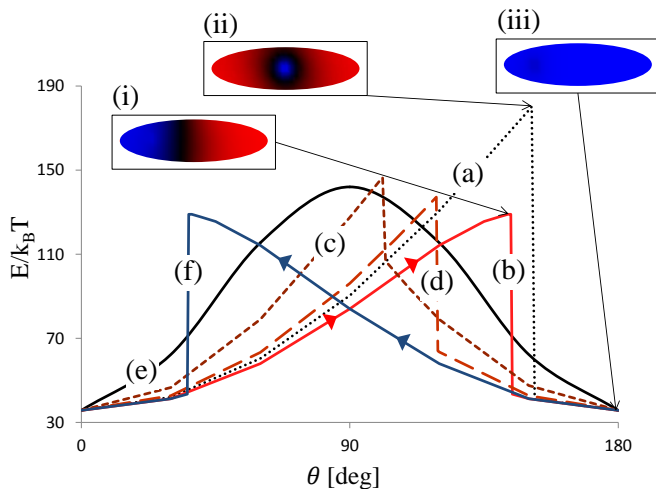 (ii)
(iii)
(i)
190
150
110
70
30
E/k_BT
(a)
(c)
(f)
(d)
(b)
(e)
0
90
180
θ [deg]